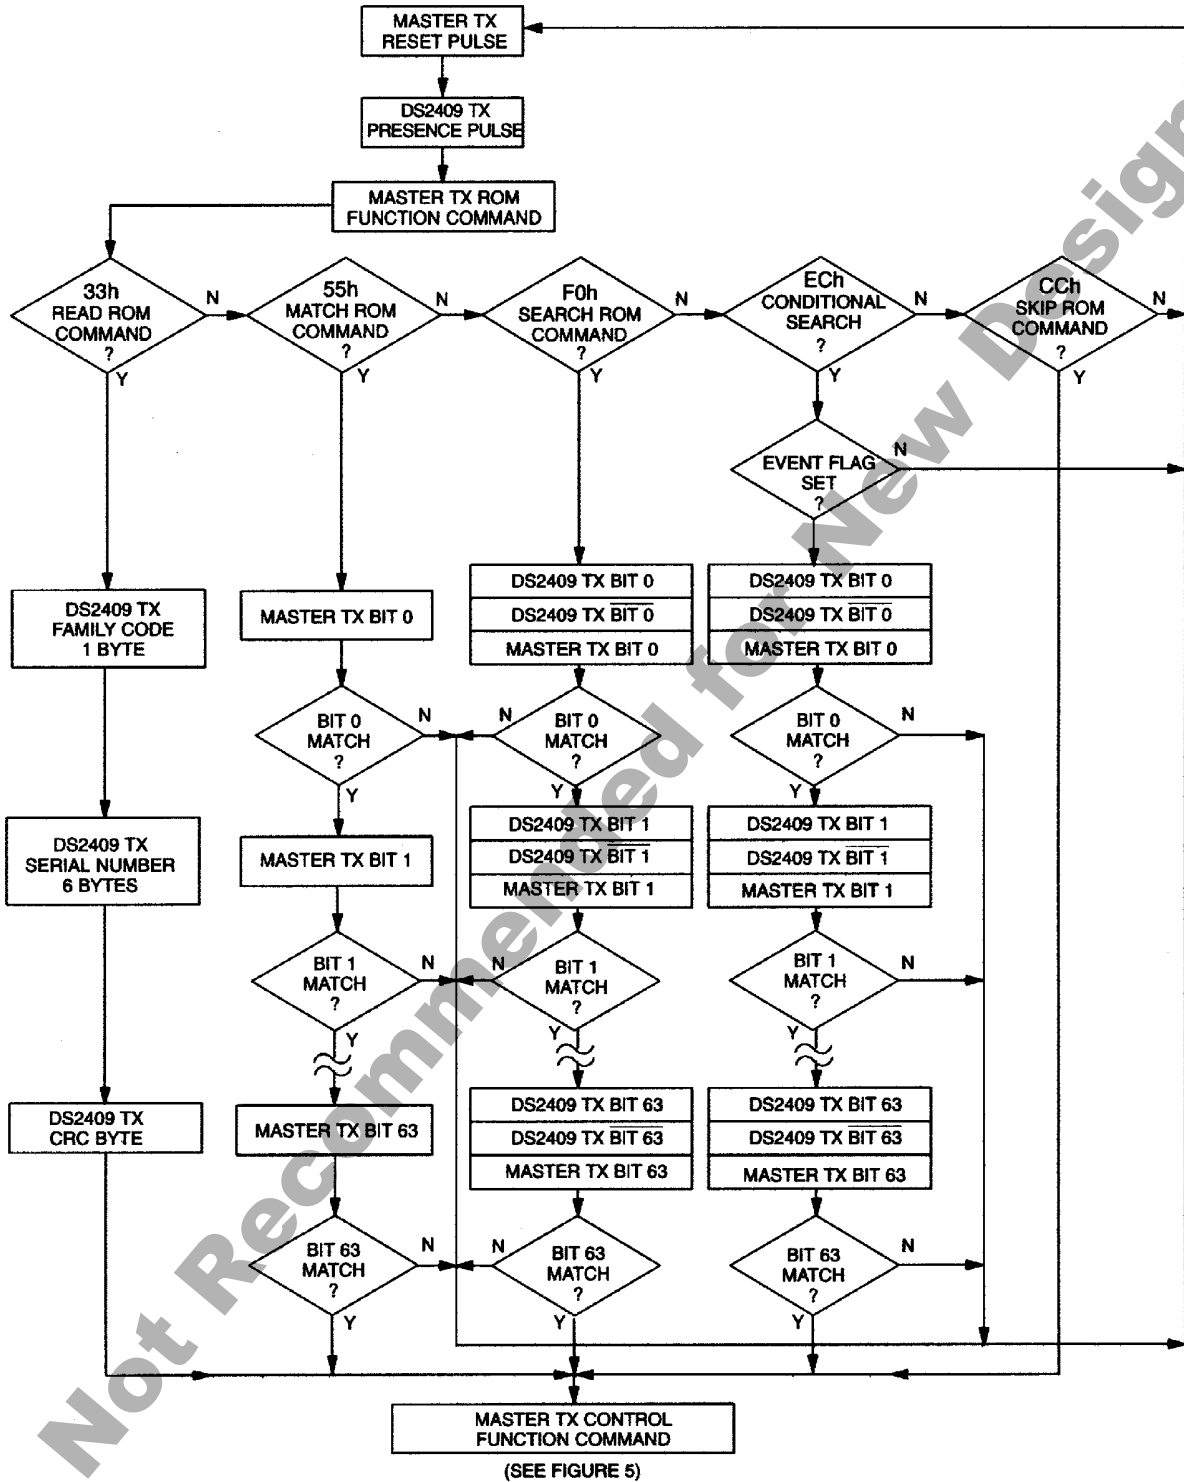 MASTER TX
RESET PULSE
DS2409 TX
PRESENCE PULSE
MASTER TX ROM
FUNCTION COMMAND
33h
READ ROM
COMMAND
?
N
Y
55h
MATCH ROM
COMMAND
?
N
Y
F0h
SEARCH ROM
COMMAND
?
N
Y
ECh
CONDITIONAL
SEARCH
?
N
Y
CCh
SKIP ROM
COMMAND
?
N
Y
EVENT FLAG
SET
?
N
DS2409 TX
FAMILY CODE
1 BYTE
DS2409 TX
SERIAL NUMBER
6 BYTES
DS2409 TX
CRC BYTE
MASTER TX BIT 0
BIT 0
MATCH
?
N
Y
MASTER TX BIT 1
BIT 1
MATCH
?
N
Y
MASTER TX BIT 63
BIT 63
MATCH
?
N
Y
DS2409 TX BIT 0
DS2409 TX B̅I̅T̅ ̅0̅
MASTER TX BIT 0
BIT 0
MATCH
?
N
Y
DS2409 TX BIT 1
DS2409 TX B̅I̅T̅ ̅1̅
MASTER TX BIT 1
BIT 1
MATCH
?
N
Y
DS2409 TX BIT 63
DS2409 TX B̅I̅T̅ ̅6̅3̅
MASTER TX BIT 63
BIT 63
MATCH
?
N
Y
DS2409 TX BIT 0
DS2409 TX B̅I̅T̅ ̅0̅
MASTER TX BIT 0
BIT 0
MATCH
?
N
Y
DS2409 TX BIT 1
DS2409 TX B̅I̅T̅ ̅1̅
MASTER TX BIT 1
BIT 1
MATCH
?
N
Y
DS2409 TX BIT 63
DS2409 TX B̅I̅T̅ ̅6̅3̅
MASTER TX BIT 63
BIT 63
MATCH
?
N
Y
MASTER TX CONTROL
FUNCTION COMMAND
(SEE FIGURE 5)
Not Recommended for New Design